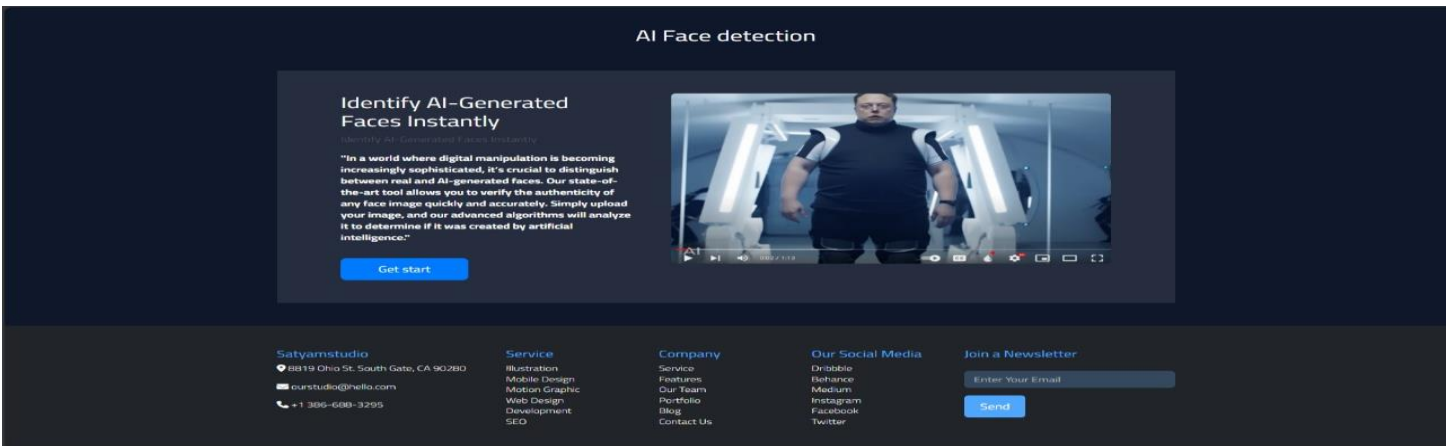 AI Face detection
Identify AI-Generated
Faces Instantly
Identify AI-Generated Faces Instantly
"In a world where digital manipulation is becoming
increasingly sophisticated, it's crucial to distinguish
between real and AI-generated faces. Our state-of-
the-art tool allows you to verify the authenticity of
any face image quickly and accurately. Simply upload
your image, and our advanced algorithms will analyze
it to determine if it was created by artificial
intelligence."
Get start
AI
0:02 / 1:13
Satyamstudio
8819 Ohio St. South Gate, CA 90280
ourstudio@hello.com
+1 386-688-3295
Service
Illustration
Mobile Design
Motion Graphic
Web Design
Development
SEO
Company
Service
Features
Our Team
Portfolio
Blog
Contact Us
Our Social Media
Dribbble
Behance
Medium
Instagram
Facebook
Twitter
Join a Newsletter
Enter Your Email
Send